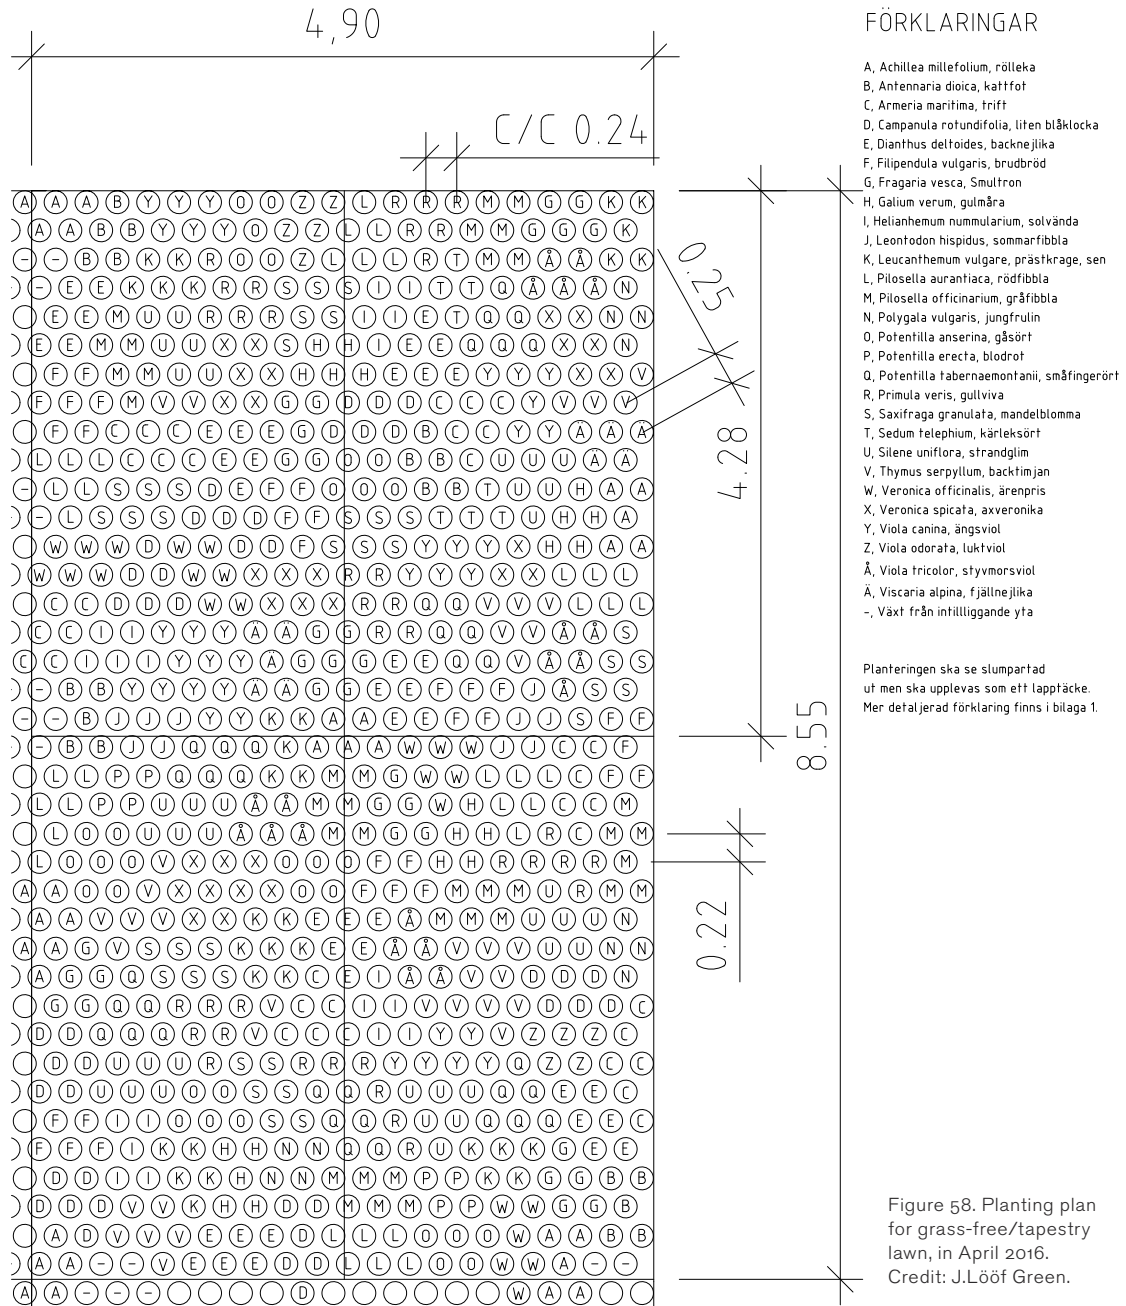 4,90
C/C 0.24
A A A B Y Y Y O O Z Z L R R R M M G G K K
A A B B Y Y Y O Z Z L L R R M M G G G K
- - B B K K R O O Z L L L R T M M Å Å K K
- - E E K K K R R S S S I I T T Q Å Å Å N
E E M U U R R R S S I I E T Q Q X X N N
E E M M U U X X S H H I E E Q Q Q X X N
F F M M U U X X H H H E E E Y Y Y X X V
F F F M V V X X G G D D D C C C Y V V V
F F C C C E E E G D D D B C C Y Y Ä Ä Ä
L L L C C C E E G G O O B B C U U U Ä Ä
- L L S S S D E F F O O O B B T U U H A A
- - L S S S D D D F F S S S T T T U H H A
W W W D W W D D F S S S Y Y Y X H H A A
W W W D D W W X X X R R Y Y Y X X L L L
C C D D D W W X X X R R Q Q V V V L L L
C C I I Y Y Y Ä Ä G G R R Q Q V V Å Å S
C C I I I Y Y Y Ä G G G E E Q Q V Å Å S S
- - B B Y Y Y Y Ä Ä G G E E F F F J Å S S
- - B J J J Y Y K K A A E E F F J J S F F
- - B B J J Q Q Q K A A A W W W J J C C F
L L P P Q Q Q K K M M G W W L L L C F F
L L P P U U U Å Å M M G G W H L L C C M
L O O U U U Å Å Å M M G G H H L R C M M
L O O O V X X X O O O F F H H R R R R M
A A O O V X X X X O O F F F M M M U R M M
A A V V V X X K K E E E Å M M M U U U N
A A G V S S S K K K E E Å Å V V V U U N N
A G G Q S S S K K C E I Å Å V V D D D N
G G Q Q R R R V C C I I V V V V D D D C
D D Q Q Q R R V C C C I I Y Y V Z Z Z C
D D U U U R S S R R R Y Y Y Y Q Z Z C C
D D U U U O O S S Q Q R U U U Q Q E E C
F F I I O O O S S Q Q R U U Q Q Q E E C
F F F I K K H H N N Q Q R U K K K G E E
D D I I K K H N N M M M P P K K G G B B
D D D V V K H H D D M M M P P W W G G B
A D V V V E E E D L L L O O O W A A B B
A A - - V E E E D D L L L O O W W A - -
A A - - - D W A A
0.25
4.28
8.55
0.22
FÖRKLARINGAR
A, Achillea millefolium, rölleka
B, Antennaria dioica, kattfot
C, Armeria maritima, trift
D, Campanula rotundifolia, liten blåklocka
E, Dianthus deltoides, backnejlika
F, Filipendula vulgaris, brudbröd
G, Fragaria vesca, Smultron
H, Galium verum, gulmåra
I, Helianhemum nummularium, solvända
J, Leontodon hispidus, sommarfibbla
K, Leucanthemum vulgare, prästkrage, sen
L, Pilosella aurantiaca, rödfibbla
M, Pilosella officinarium, gråfibbla
N, Polygala vulgaris, jungfrulin
O, Potentilla anserina, gåsört
P, Potentilla erecta, blodrot
Q, Potentilla tabernaemontanii, småfingerört
R, Primula veris, gullviva
S, Saxifraga granulata, mandelblomma
T, Sedum telephium, kärleksört
U, Silene uniflora, strandglim
V, Thymus serpyllum, backtimjan
W, Veronica officinalis, ärenpris
X, Veronica spicata, axveronika
Y, Viola canina, ängsviol
Z, Viola odorata, luktviol
Å, Viola tricolor, styvmorsviol
Ä, Viscaria alpina, fjällnejlika
-, Växt från intillliggande yta
Planteringen ska se slumpartad
ut men ska upplevas som ett lapptäcke.
Mer detaljerad förklaring finns i bilaga 1.
Figure 58. Planting plan
for grass-free/tapestry
lawn, in April 2016.
Credit: J.Lööf Green.